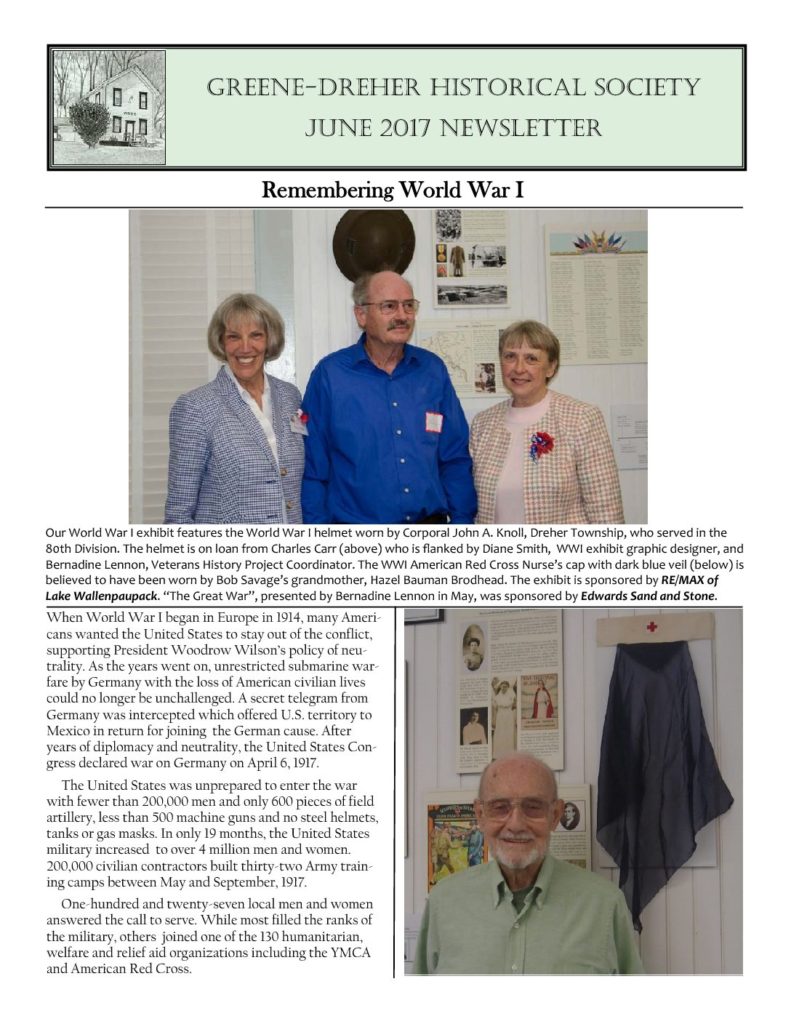 GREENE-DREHER HISTORICAL SOCIETY
JUNE 2017 NEWSLETTER
Remembering World War I
Our World War I exhibit features the World War I helmet worn by Corporal John A. Knoll, Dreher Township, who served in the
80th Division. The helmet is on loan from Charles Carr (above) who is flanked by Diane Smith, WWI exhibit graphic designer, and
Bernadine Lennon, Veterans History Project Coordinator. The WWI American Red Cross Nurse's cap with dark blue veil (below) is
believed to have been worn by Bob Savage's grandmother, Hazel Bauman Brodhead. The exhibit is sponsored by RE/MAX of
Lake Wallenpaupack. "The Great War", presented by Bernadine Lennon in May, was sponsored by Edwards Sand and Stone.
When World War I began in Europe in 1914, many Ameri-
cans wanted the United States to stay out of the conflict,
supporting President Woodrow Wilson's policy of neu-
trality. As the years went on, unrestricted submarine war-
fare by Germany with the loss of American civilian lives
could no longer be unchallenged. A secret telegram from
Germany was intercepted which offered U.S. territory to
Mexico in return for joining the German cause. After
years of diplomacy and neutrality, the United States Con-
gress declared war on Germany on April 6, 1917.
The United States was unprepared to enter the war
with fewer than 200,000 men and only 600 pieces of field
artillery, less than 500 machine guns and no steel helmets,
tanks or gas masks. In only 19 months, the United States
military increased to over 4 million men and women.
200,000 civilian contractors built thirty-two Army train-
ing camps between May and September, 1917.
One-hundred and twenty-seven local men and women
answered the call to serve. While most filled the ranks of
the military, others joined one of the 130 humanitarian,
welfare and relief aid organizations including the YMCA
and American Red Cross.